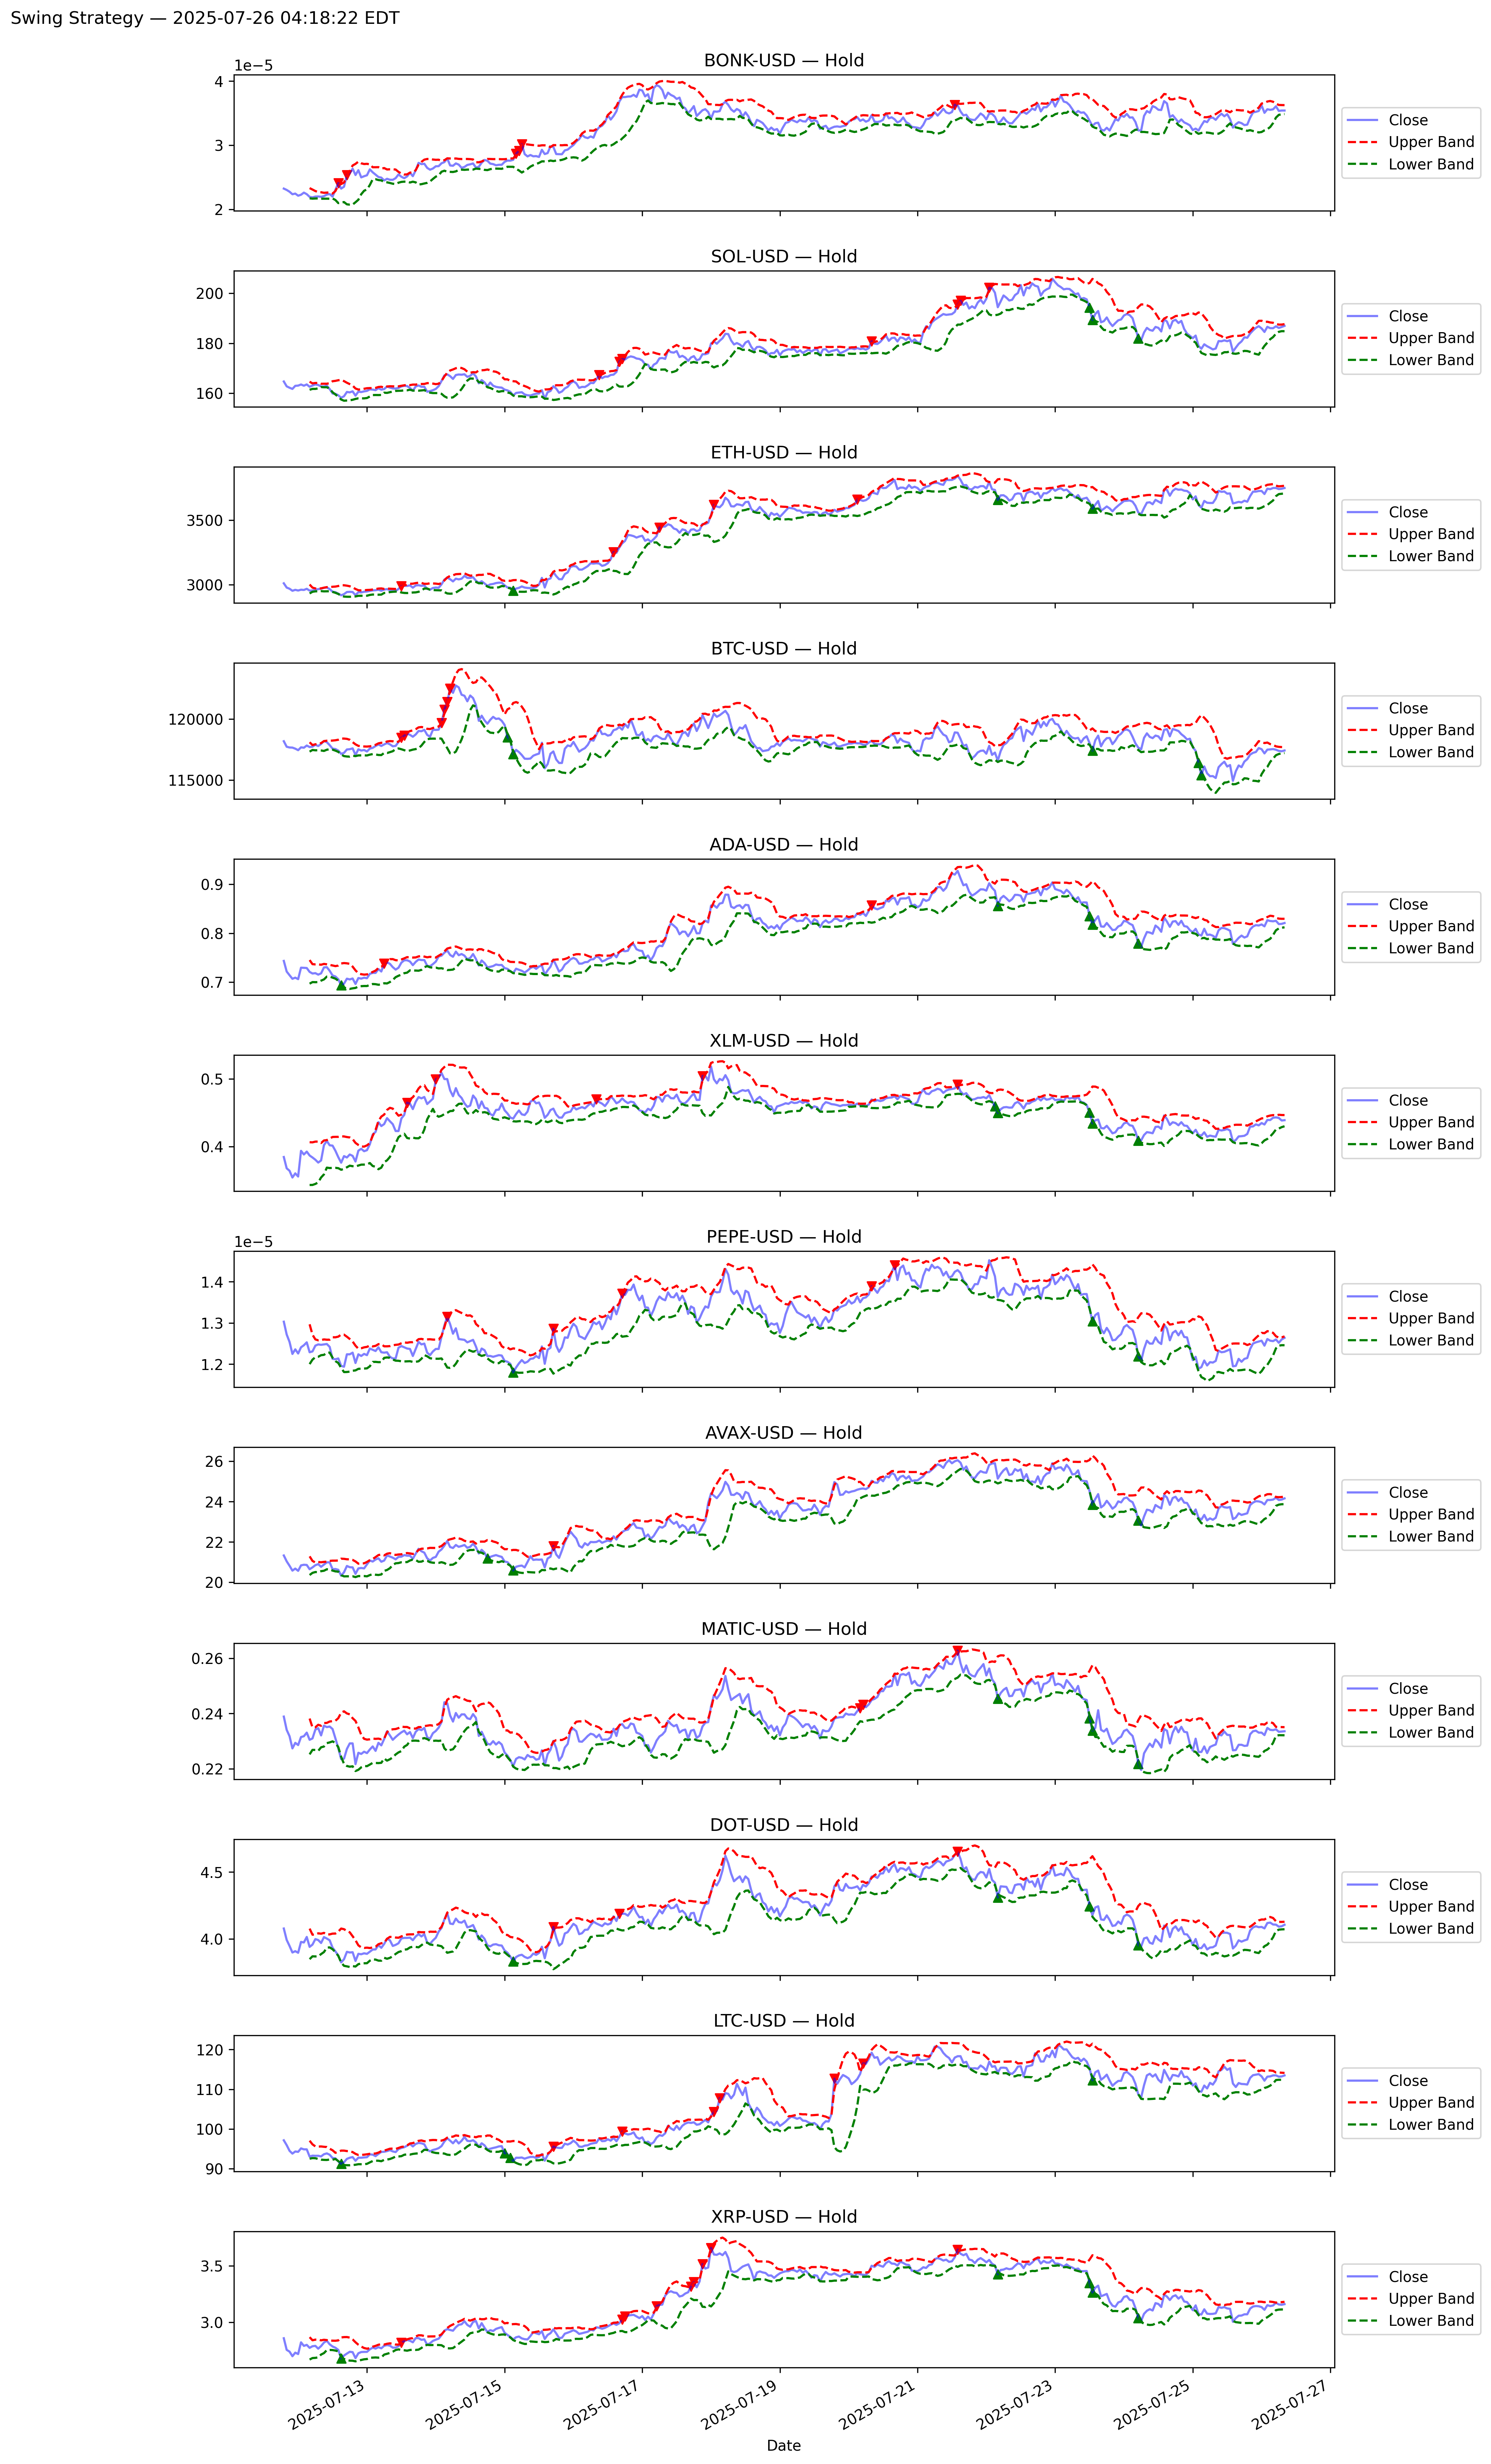 Swing Strategy — 2025-07-26 04:18:22 EDT
BONK-USD — Hold
1e−5
4
3
2
Close
Upper Band
Lower Band
SOL-USD — Hold
200
180
160
Close
Upper Band
Lower Band
ETH-USD — Hold
3500
3000
Close
Upper Band
Lower Band
BTC-USD — Hold
120000
115000
Close
Upper Band
Lower Band
ADA-USD — Hold
0.9
0.8
0.7
Close
Upper Band
Lower Band
XLM-USD — Hold
0.5
0.4
Close
Upper Band
Lower Band
PEPE-USD — Hold
1e−5
1.4
1.3
1.2
Close
Upper Band
Lower Band
AVAX-USD — Hold
26
24
22
20
Close
Upper Band
Lower Band
MATIC-USD — Hold
0.26
0.24
0.22
Close
Upper Band
Lower Band
DOT-USD — Hold
4.5
4.0
Close
Upper Band
Lower Band
LTC-USD — Hold
120
110
100
90
Close
Upper Band
Lower Band
XRP-USD — Hold
3.5
3.0
Close
Upper Band
Lower Band
2025-07-13
2025-07-15
2025-07-17
2025-07-19
2025-07-21
2025-07-23
2025-07-25
2025-07-27
Date